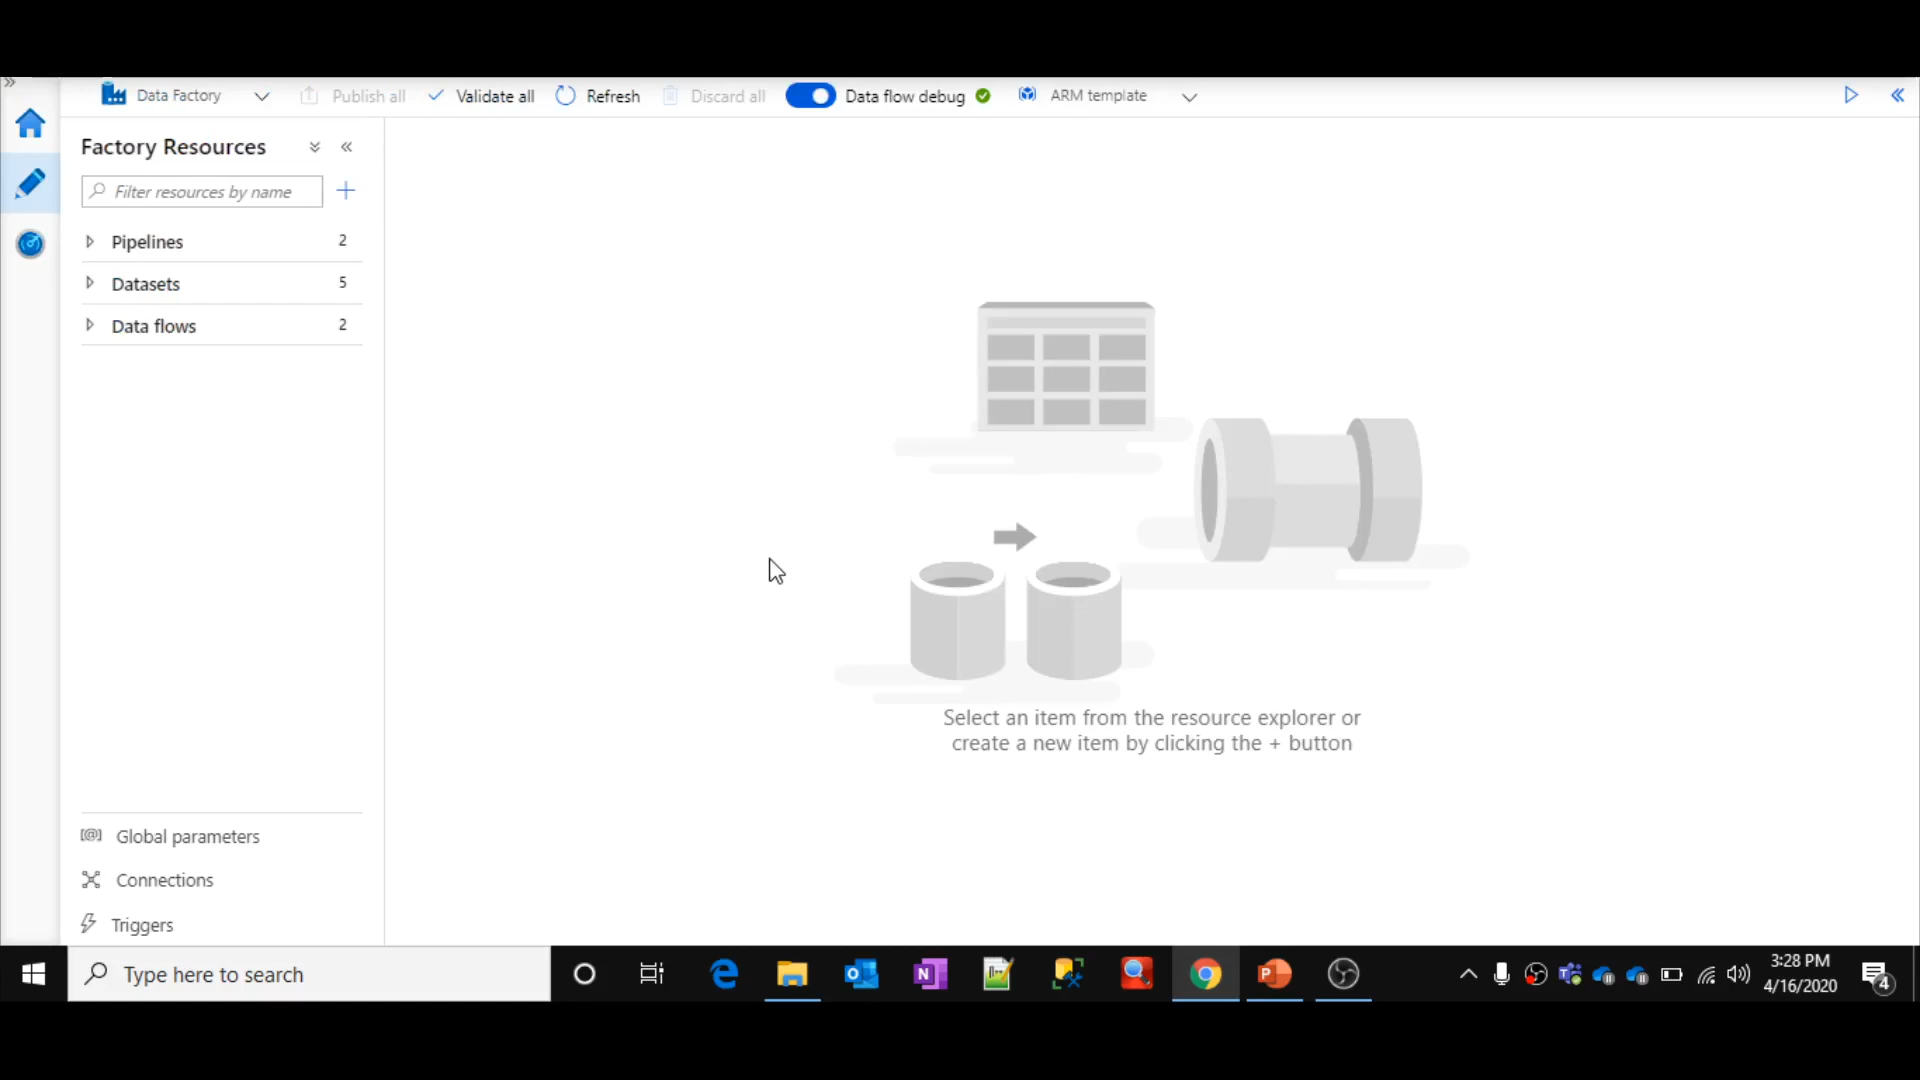 Data Factory
Publish all
Validate all
Refresh
Discard all
Data flow debug
ARM template
Factory Resources
Filter resources by name
Pipelines 2
Datasets 5
Data flows 2
Select an item from the resource explorer or
create a new item by clicking the + button
Global parameters
Connections
Triggers
Type here to search
3:28 PM
4/16/2020
4